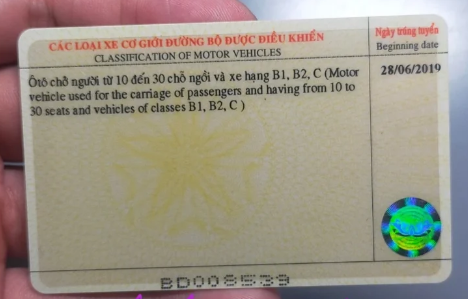 CÁC LOẠI XE CƠ GIỚI ĐƯỜNG BỘ ĐƯỢC ĐIỀU KHIỂN
CLASSIFICATION OF MOTOR VEHICLES
Ngày trúng tuyển
Beginning date
Ôtô chở người từ 10 đến 30 chỗ ngồi và xe hạng B1, B2, C (Motor
vehicle used for the carriage of passengers and having from 10 to
30 seats and vehicles of classes B1, B2, C )
28/06/2019
BD008539